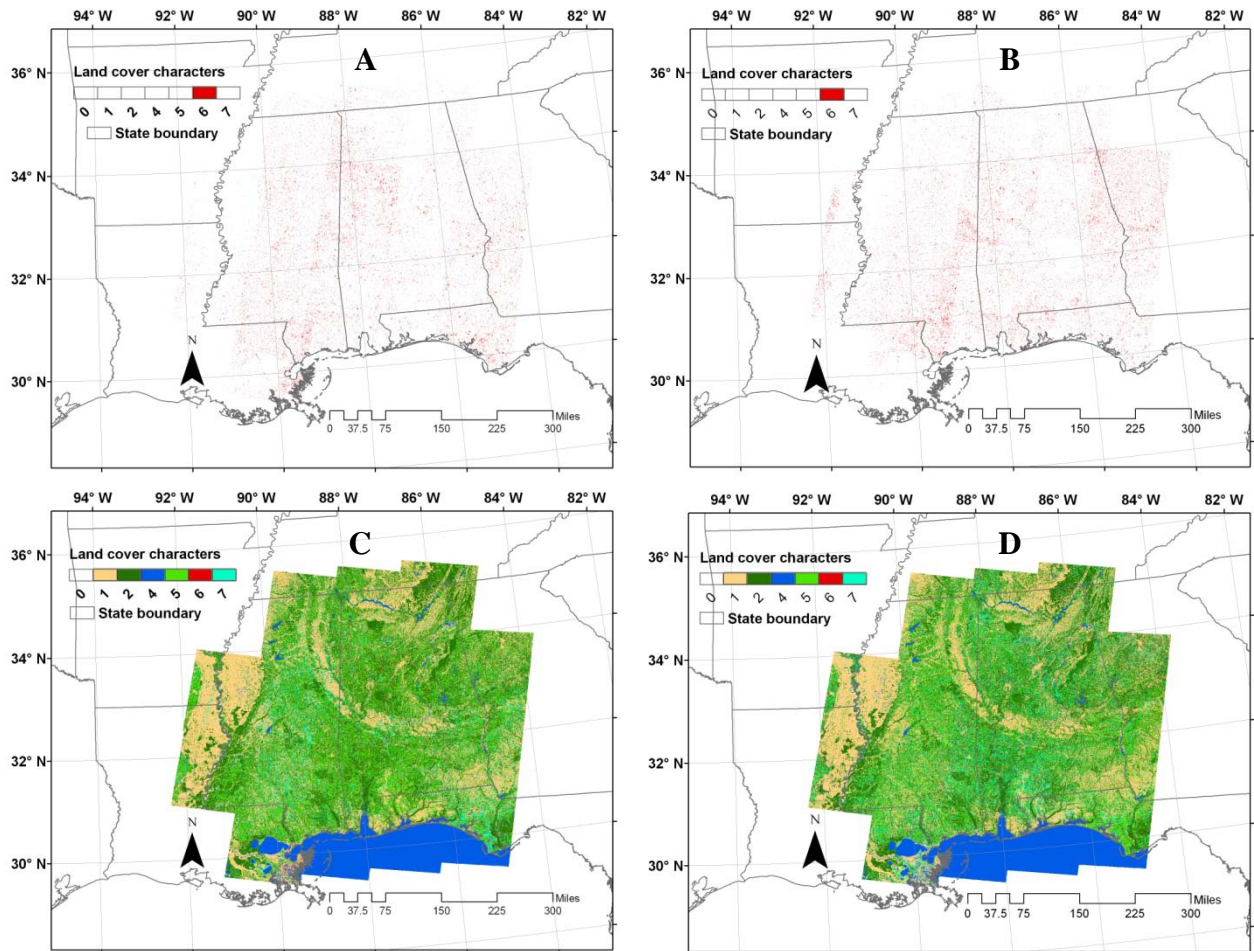 94° W 92° W 90° W 88° W 86° W 84° W 82° W
36° N
34° N
32° N
30° N
A
Land cover characters
0 1 2 4 5 6 7
State boundary
N
Miles
0 37.5 75 150 225 300
94° W 92° W 90° W 88° W 86° W 84° W 82° W
36° N
34° N
32° N
30° N
B
Land cover characters
0 1 2 4 5 6 7
State boundary
N
Miles
0 37.5 75 150 225 300
94° W 92° W 90° W 88° W 86° W 84° W 82° W
36° N
34° N
32° N
30° N
C
Land cover characters
0 1 2 4 5 6 7
State boundary
N
Miles
0 37.5 75 150 225 300
94° W 92° W 90° W 88° W 86° W 84° W 82° W
36° N
34° N
32° N
30° N
D
Land cover characters
0 1 2 4 5 6 7
State boundary
N
Miles
0 37.5 75 150 225 300